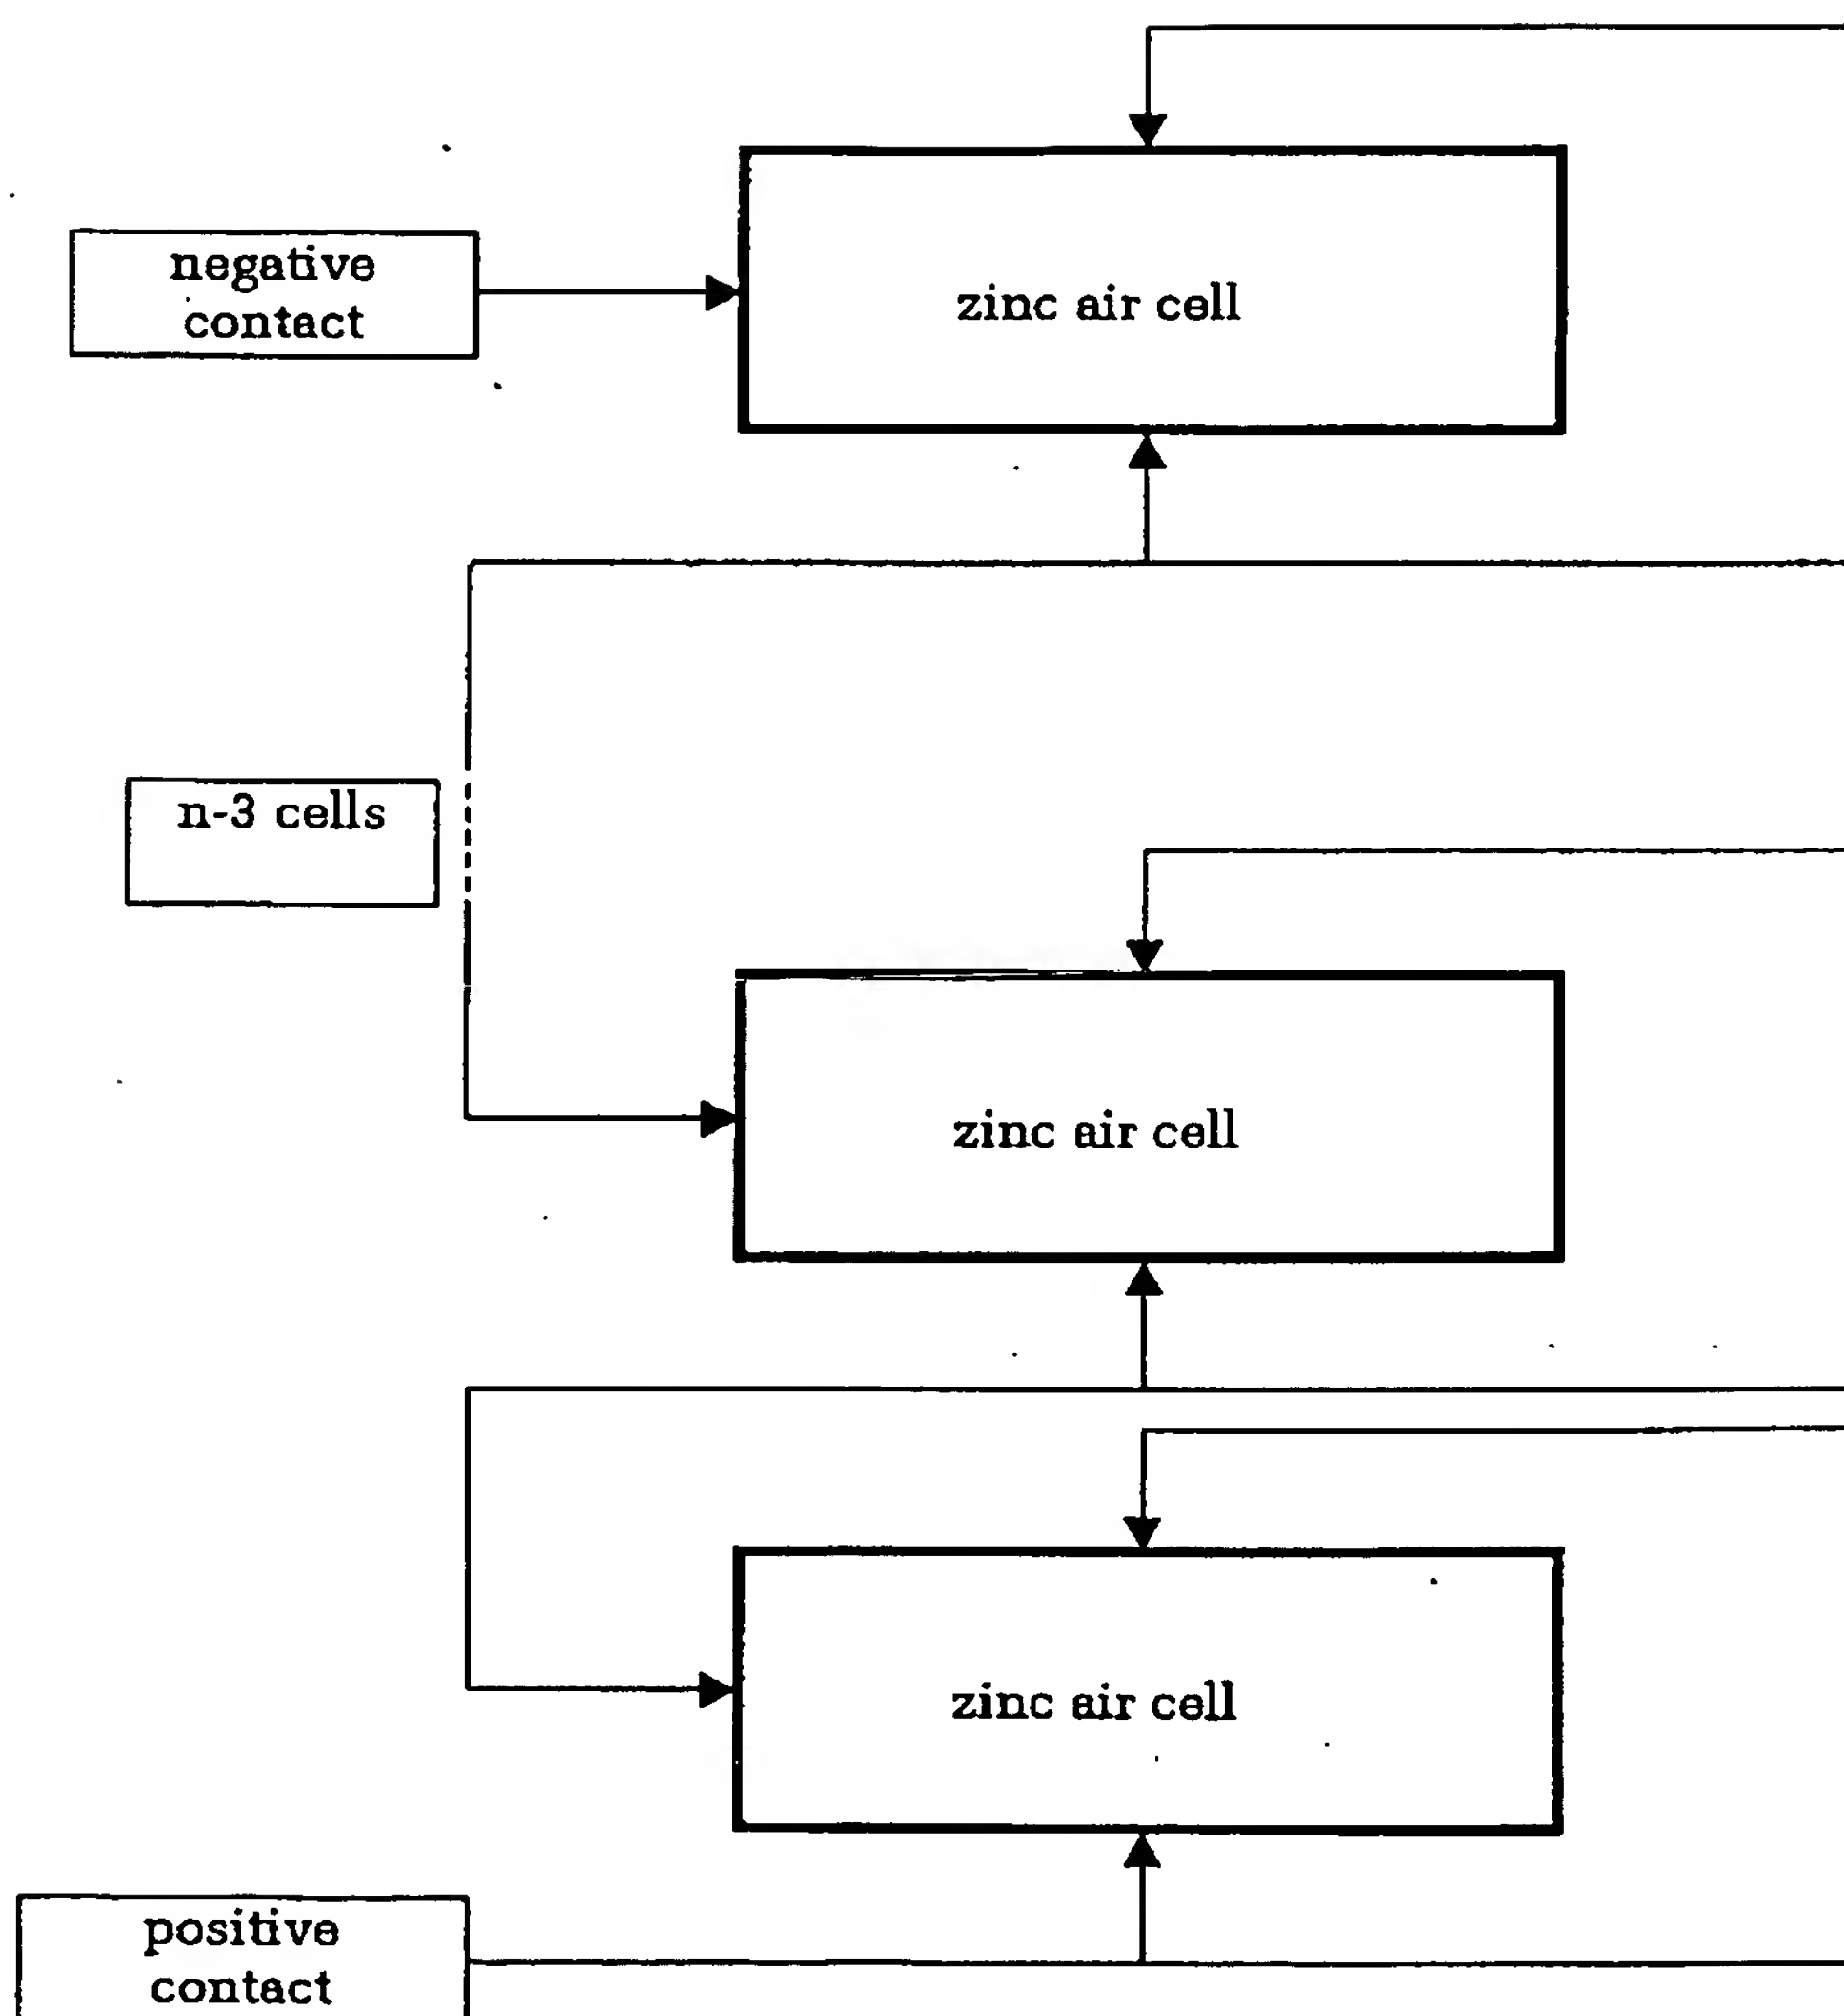 negative
contact
zinc air cell
n-3 cells
zinc air cell
zinc air cell
positive
contact